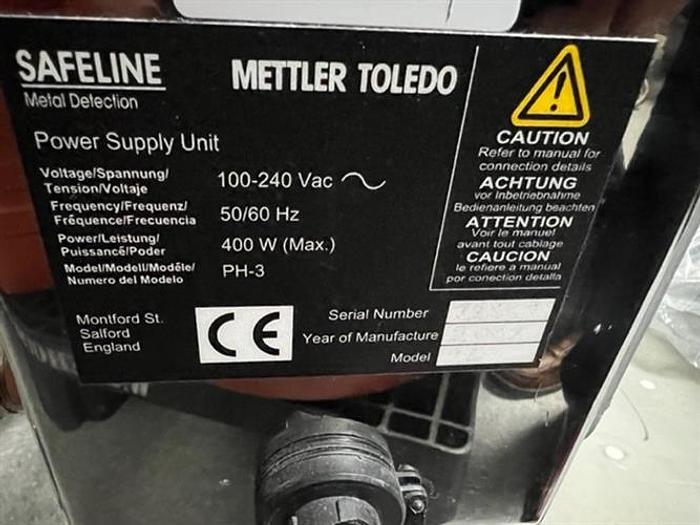 SAFELINE
Metal Detection
METTLER TOLEDO
Power Supply Unit
Voltage/Spannung/
Tension/Voltaje
100-240 Vac
Frequency/Frequenz/
Fréquence/Frecuencia
50/60 Hz
Power/Leistung/
Puissancé/Poder
400 W (Max.)
Model/Modell/Modéle/
Numero del Modelo
PH-3
Montford St.
Salford
England
CE
Serial Number
Year of Manufacture
Model
CAUTION
Refer to manual for
connection details
ACHTUNG
vor Inbetriebnahme
Bedienanleitung beachten
ATTENTION
Voir le manuel
avant tout cablage
CAUCION
le refiere a manual
por conection detalla